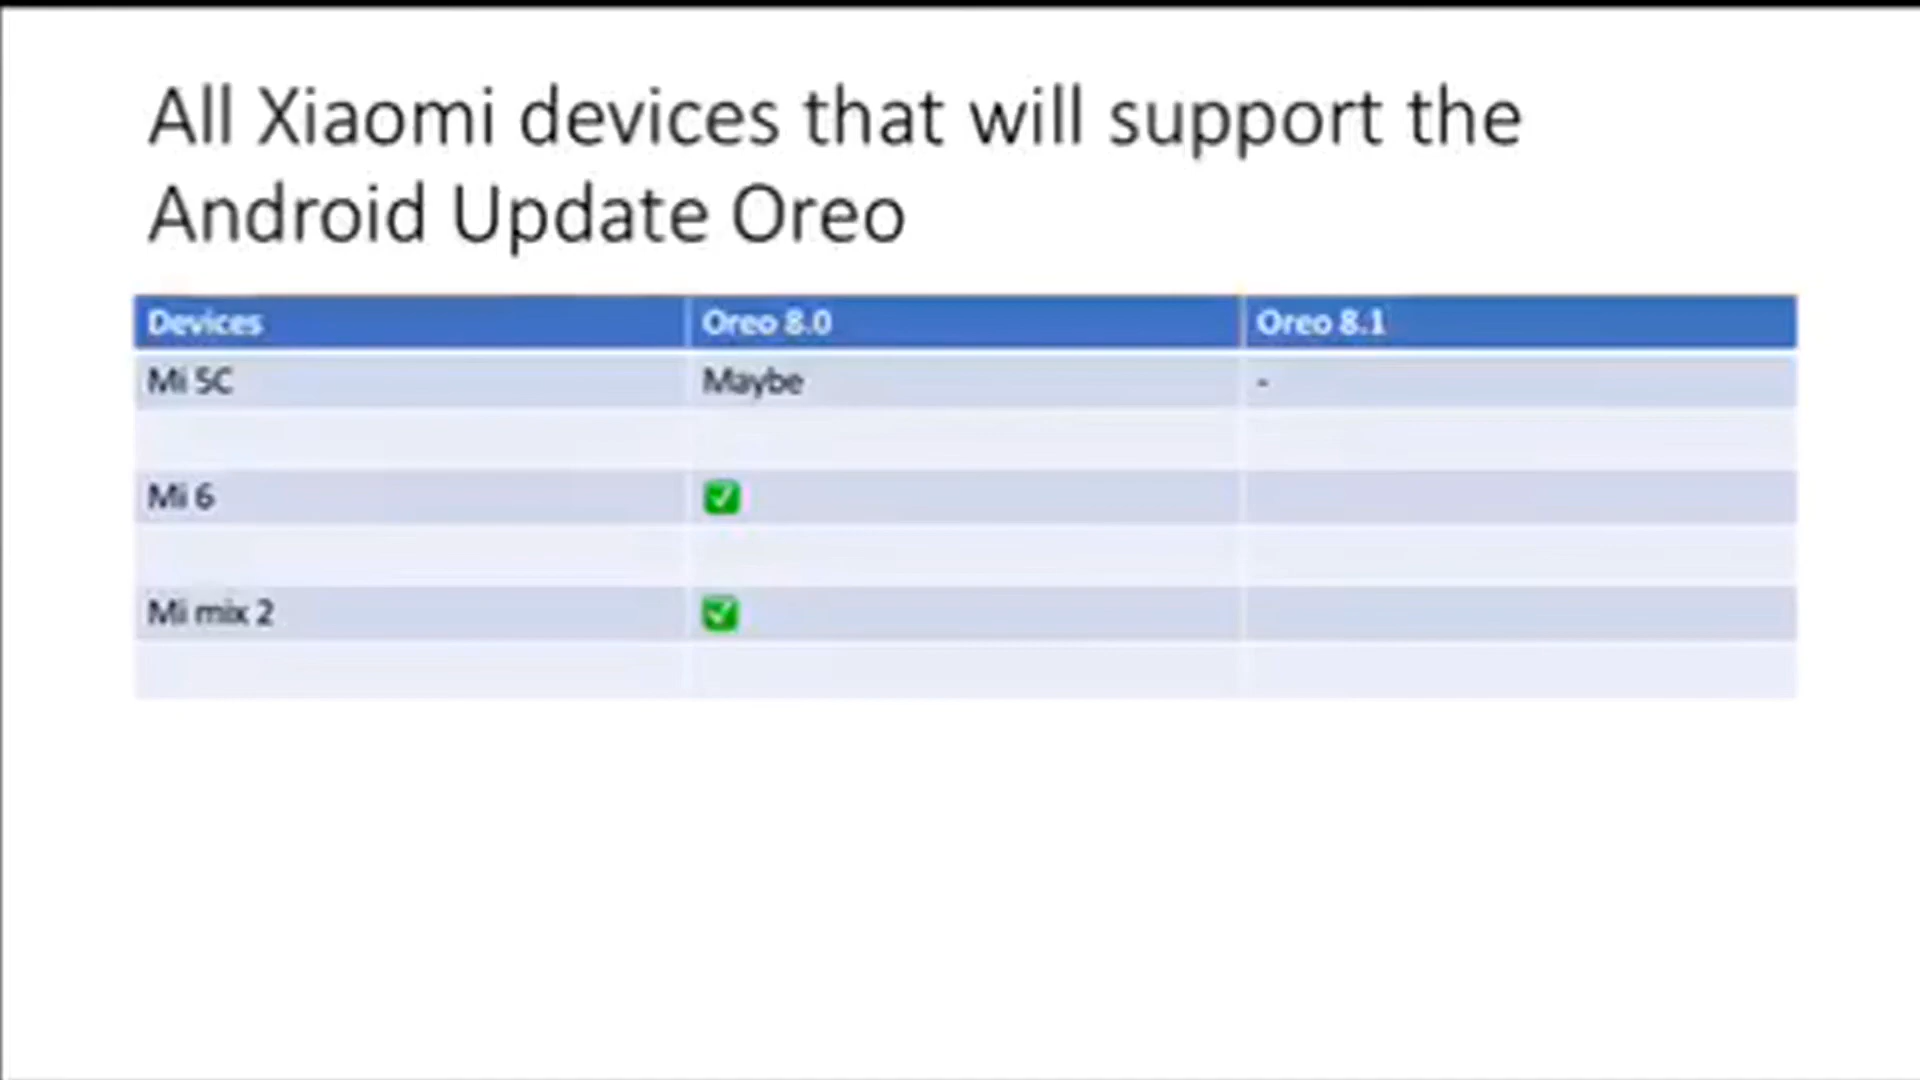 All Xiaomi devices that will support the
Android Update Oreo
Devices Oreo 8.0 Oreo 8.1
Mi 5C Maybe -
Mi 6 ✅
Mi mix 2 ✅